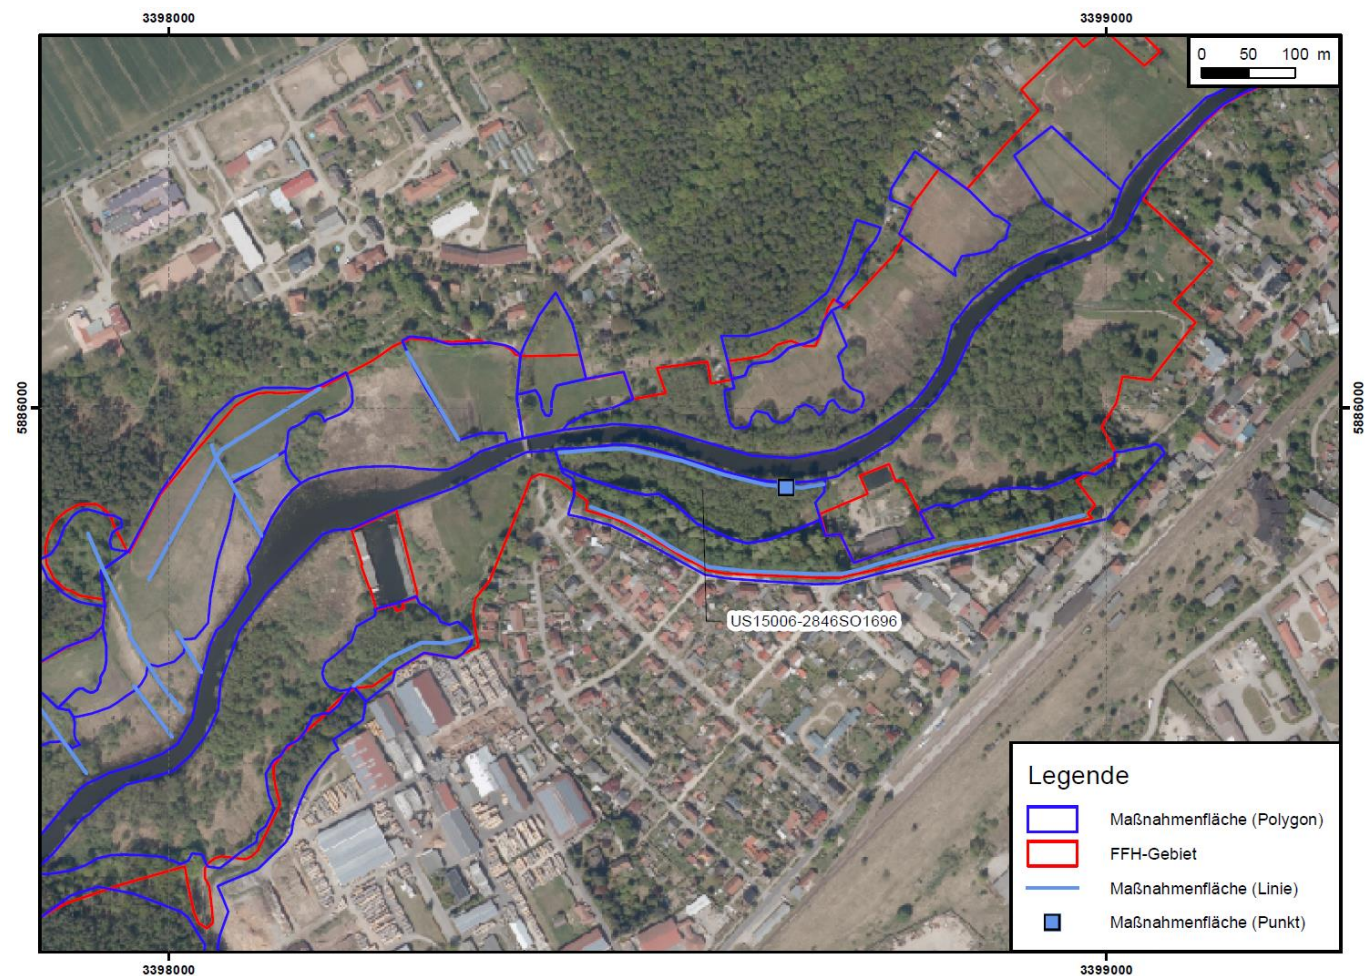 3398000
3399000
0 50 100 m
5886000
5886000
US15006-2846SO1696
Legende
Maßnahmenfläche (Polygon)
FFH-Gebiet
Maßnahmenfläche (Linie)
Maßnahmenfläche (Punkt)
3398000
3399000